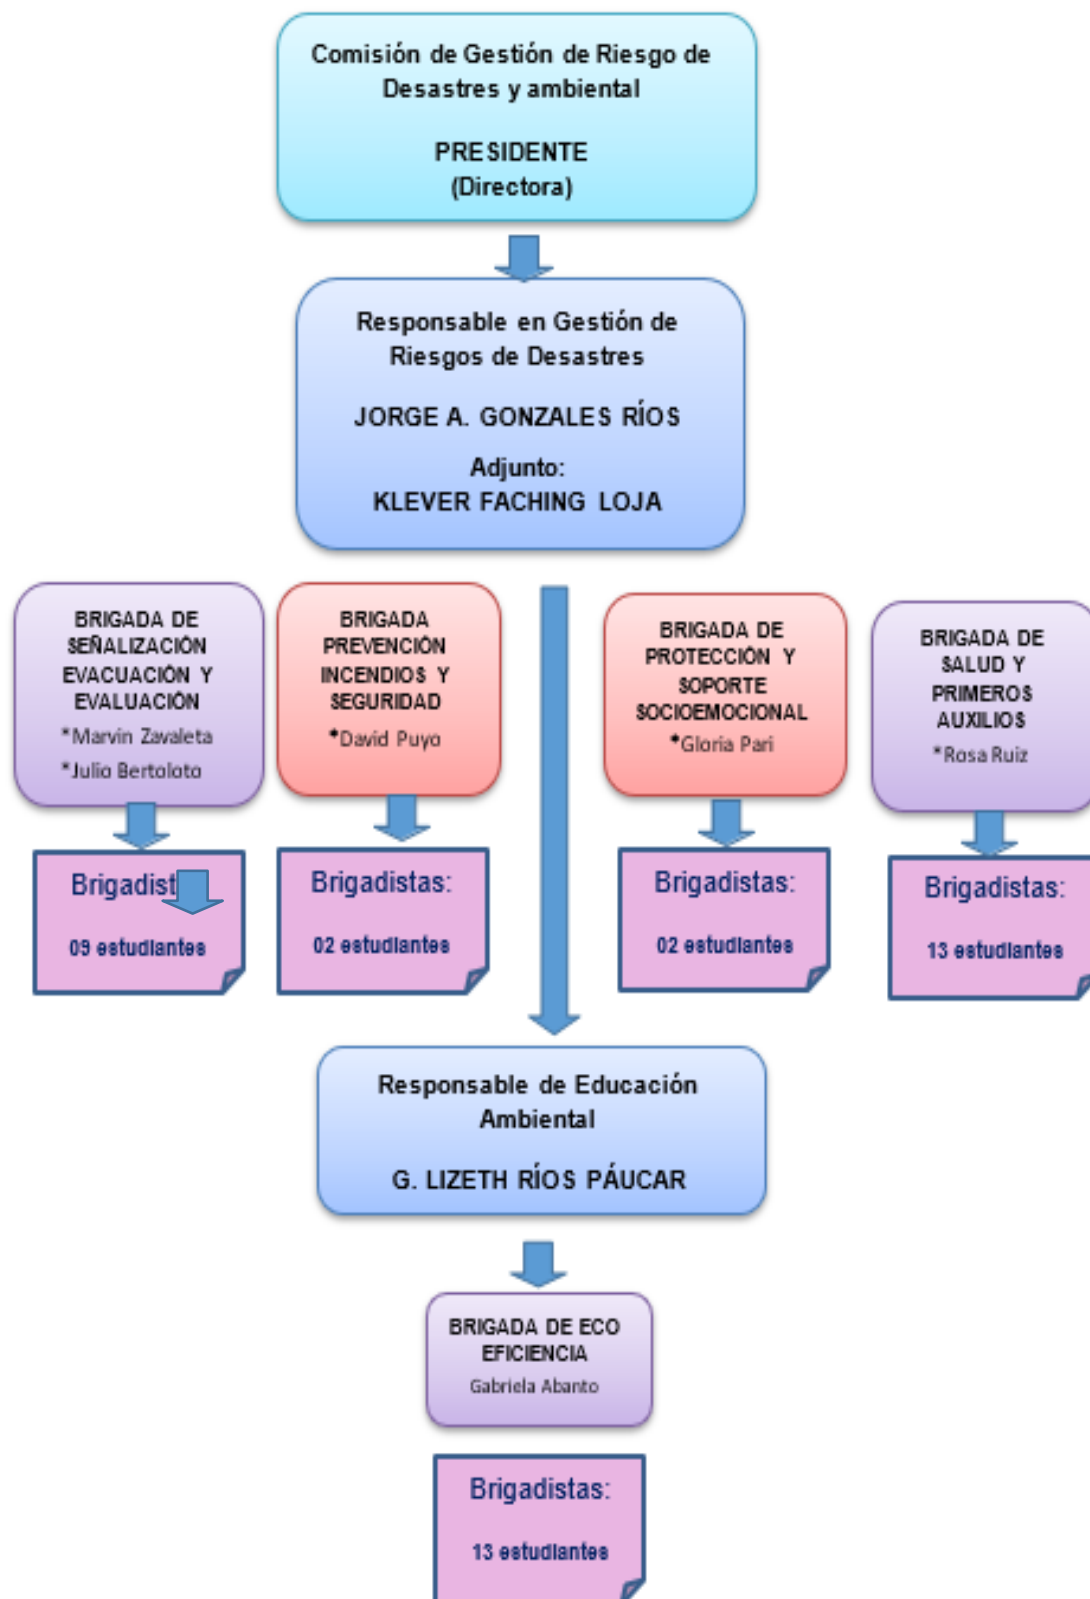 Comisión de Gestión de Riesgo de
Desastres y ambiental
PRESIDENTE
(Directora)
Responsable en Gestión de
Riesgos de Desastres
JORGE A. GONZALES RÍOS
Adjunto:
KLEVER FACHING LOJA
BRIGADA DE
SEÑALIZACIÓN
EVACUACIÓN Y
EVALUACIÓN
*Marvin Zavaleta
*Julio Bertoloto
BRIGADA
PREVENCIÓN
INCENDIOS Y
SEGURIDAD
*David Puyo
BRIGADA DE
PROTECCIÓN Y
SOPORTE
SOCIOEMOCIONAL
*Gloria Pari
BRIGADA DE
SALUD Y
PRIMEROS
AUXILIOS
*Rosa Ruiz
Brigadist
09 estudiantes
Brigadistas:
02 estudiantes
Brigadistas:
02 estudiantes
Brigadistas:
13 estudiantes
Responsable de Educación
Ambiental
G. LIZETH RÍOS PÁUCAR
BRIGADA DE ECO
EFICIENCIA
Gabriela Abanto
Brigadistas:
13 estudiantes